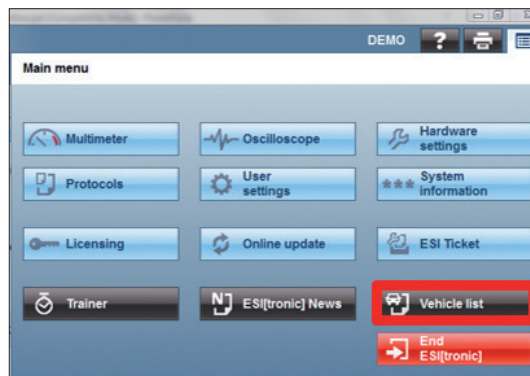 DEMO ?
Main menu
Multimeter
Oscilloscope
Hardware
settings
Protocols
User
settings
***
System
information
Licensing
Online update
ESI Ticket
Trainer
N
ESI[tronic] News
Vehicle list
End
ESI[tronic]